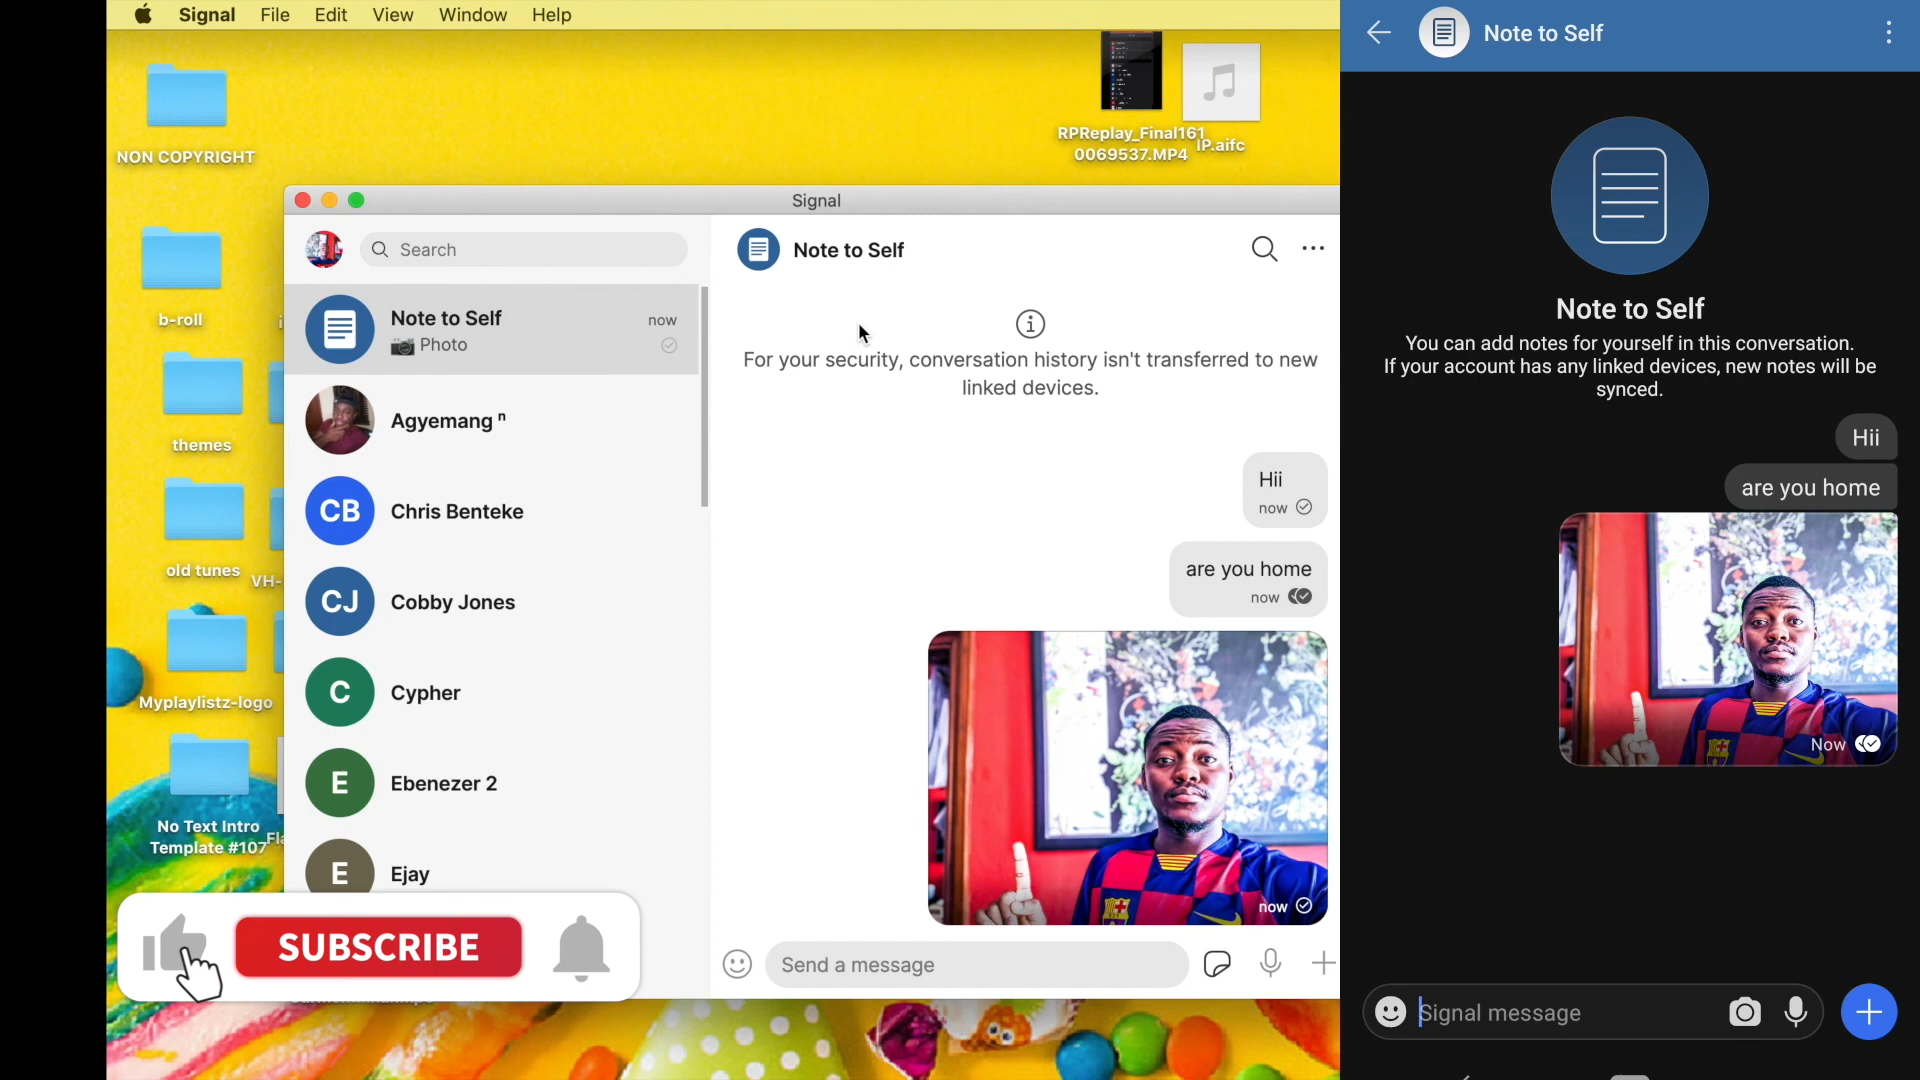 Signal File Edit View Window Help
NON COPYRIGHT
RPReplay_Final161
0069537.MP4
IP.aifc
b-roll
themes
old tunes
VH-
Myplaylistz-logo
No Text Intro
Template #107
Fla
Signal
Search
Note to Self
now
Photo
Agyemang ⁿ
CB
Chris Benteke
CJ
Cobby Jones
C
Cypher
E
Ebenezer 2
E
Ejay
SUBSCRIBE
Note to Self
For your security, conversation history isn't transferred to new
linked devices.
Hii
now
are you home
now
now
Send a message
Note to Self
Note to Self
You can add notes for yourself in this conversation.
If your account has any linked devices, new notes will be
synced.
Hii
are you home
Now
Signal message